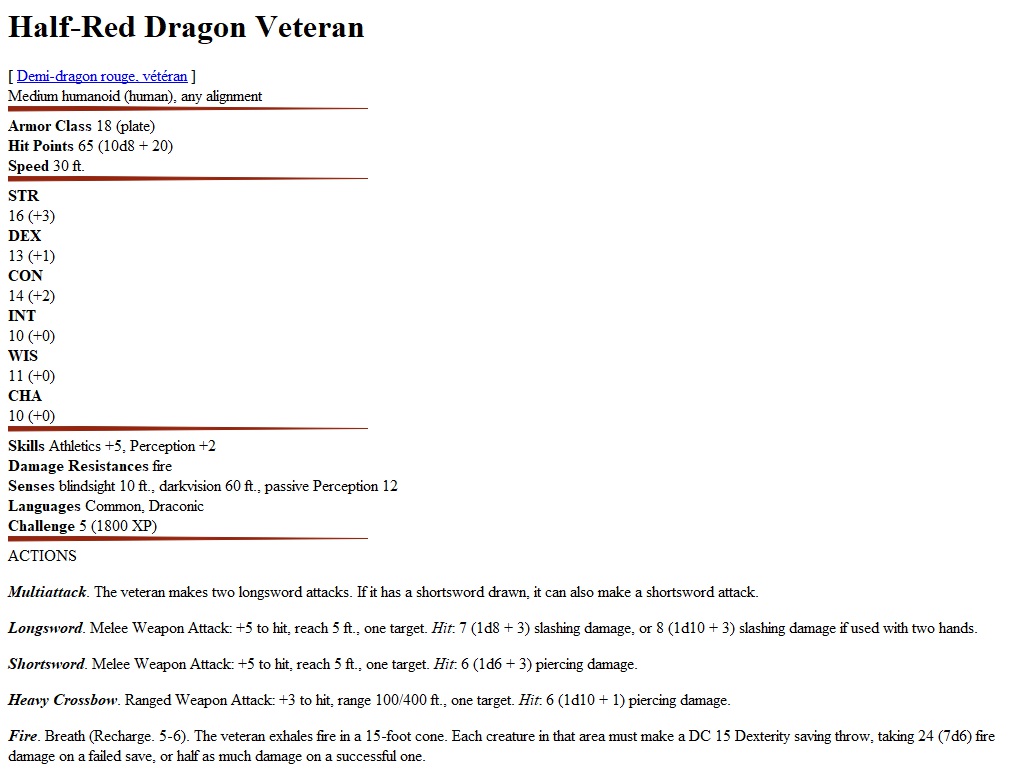 Half-Red Dragon Veteran
[ Demi-dragon rouge, vétéran ]
Medium humanoid (human), any alignment
Armor Class 18 (plate)
Hit Points 65 (10d8 + 20)
Speed 30 ft.
STR
16 (+3)
DEX
13 (+1)
CON
14 (+2)
INT
10 (+0)
WIS
11 (+0)
CHA
10 (+0)
Skills Athletics +5, Perception +2
Damage Resistances fire
Senses blindsight 10 ft., darkvision 60 ft., passive Perception 12
Languages Common, Draconic
Challenge 5 (1800 XP)
ACTIONS
Multiattack. The veteran makes two longsword attacks. If it has a shortsword drawn, it can also make a shortsword attack.
Longsword. Melee Weapon Attack: +5 to hit, reach 5 ft., one target. Hit: 7 (1d8 + 3) slashing damage, or 8 (1d10 + 3) slashing damage if used with two hands.
Shortsword. Melee Weapon Attack: +5 to hit, reach 5 ft., one target. Hit: 6 (1d6 + 3) piercing damage.
Heavy Crossbow. Ranged Weapon Attack: +3 to hit, range 100/400 ft., one target. Hit: 6 (1d10 + 1) piercing damage.
Fire. Breath (Recharge. 5-6). The veteran exhales fire in a 15-foot cone. Each creature in that area must make a DC 15 Dexterity saving throw, taking 24 (7d6) fire
damage on a failed save, or half as much damage on a successful one.